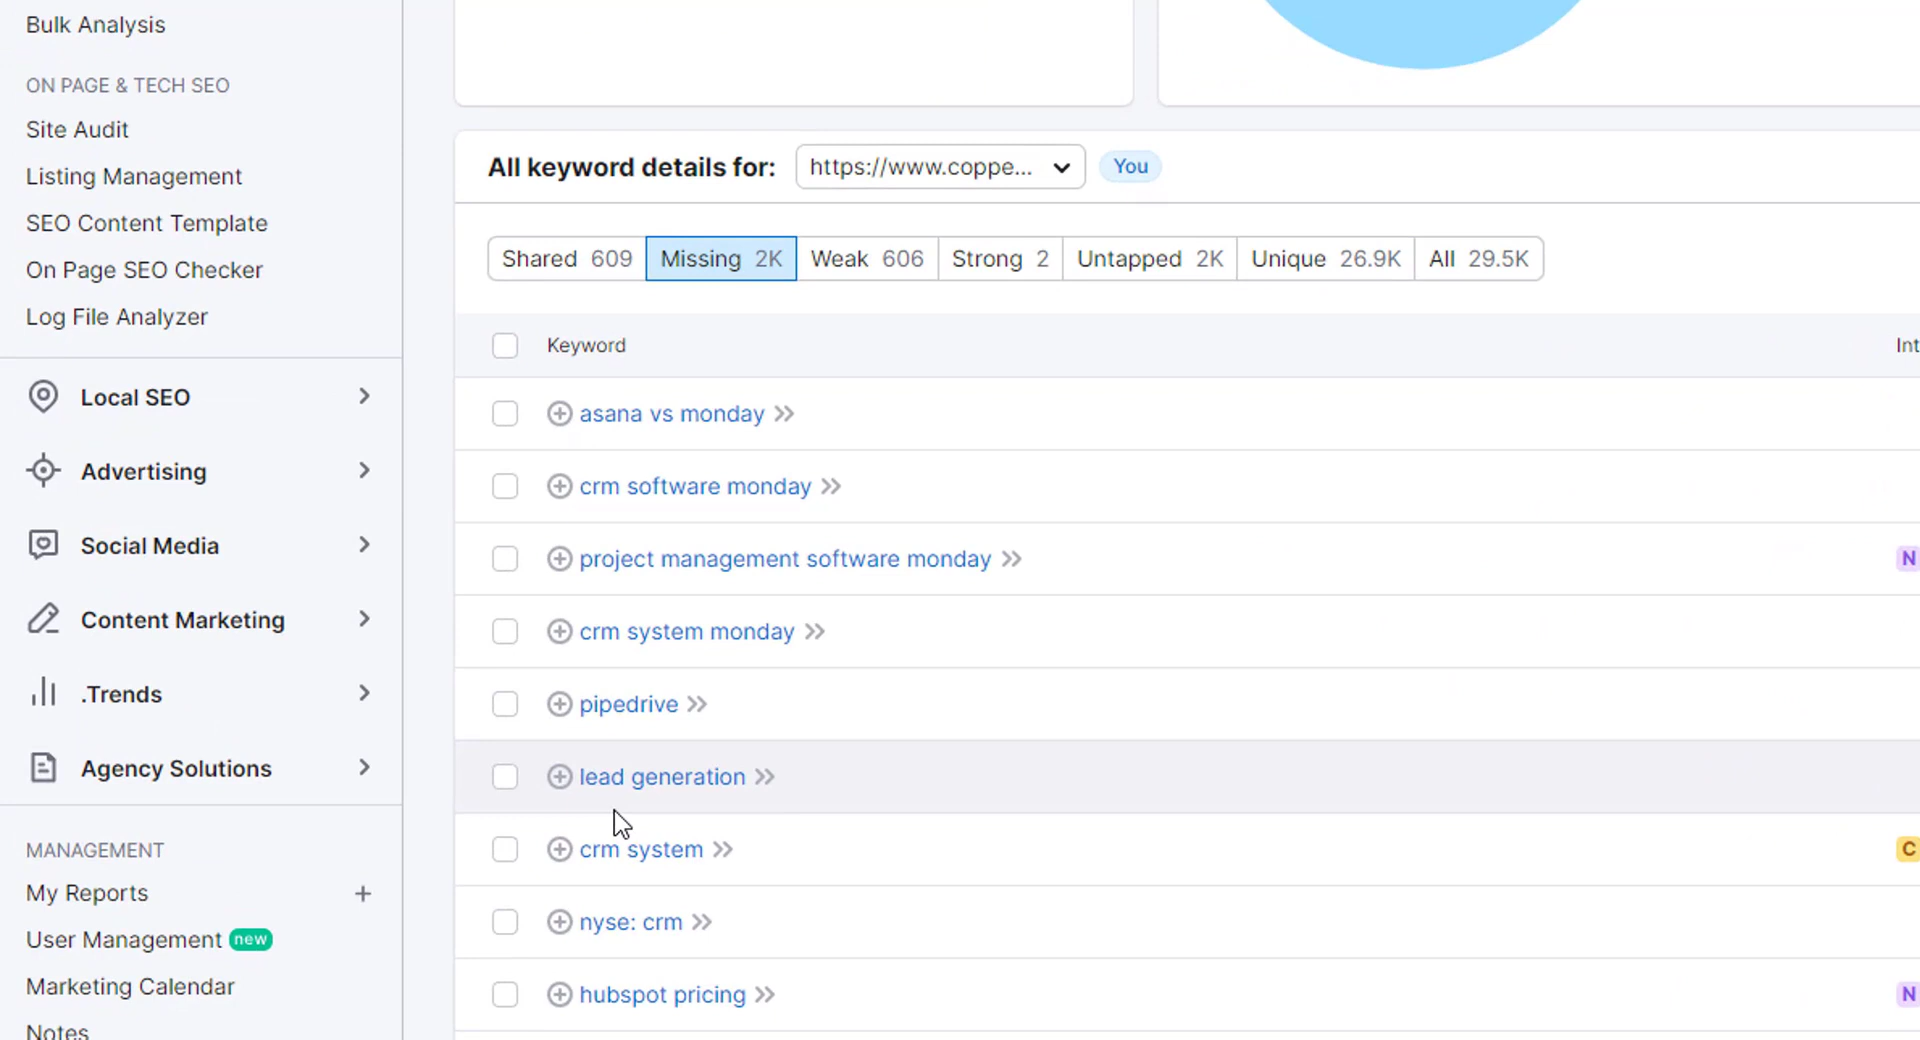 Bulk Analysis
ON PAGE & TECH SEO
Site Audit
Listing Management
SEO Content Template
On Page SEO Checker
Log File Analyzer
Local SEO
Advertising
Social Media
Content Marketing
.Trends
Agency Solutions
MANAGEMENT
My Reports
User Management new
Marketing Calendar
Notes
All keyword details for: https://www.coppe... You
Shared 609 Missing 2K Weak 606 Strong 2 Untapped 2K Unique 26.9K All 29.5K
Keyword Int
asana vs monday
crm software monday
project management software monday N
crm system monday
pipedrive
lead generation
crm system C
nyse: crm
hubspot pricing N